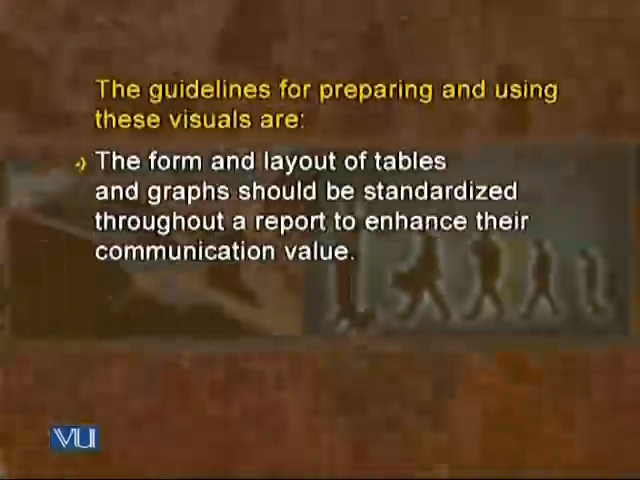 The guidelines for preparing and using
these visuals are:
The form and layout of tables
and graphs should be standardized
throughout a report to enhance their
communication value.
VU